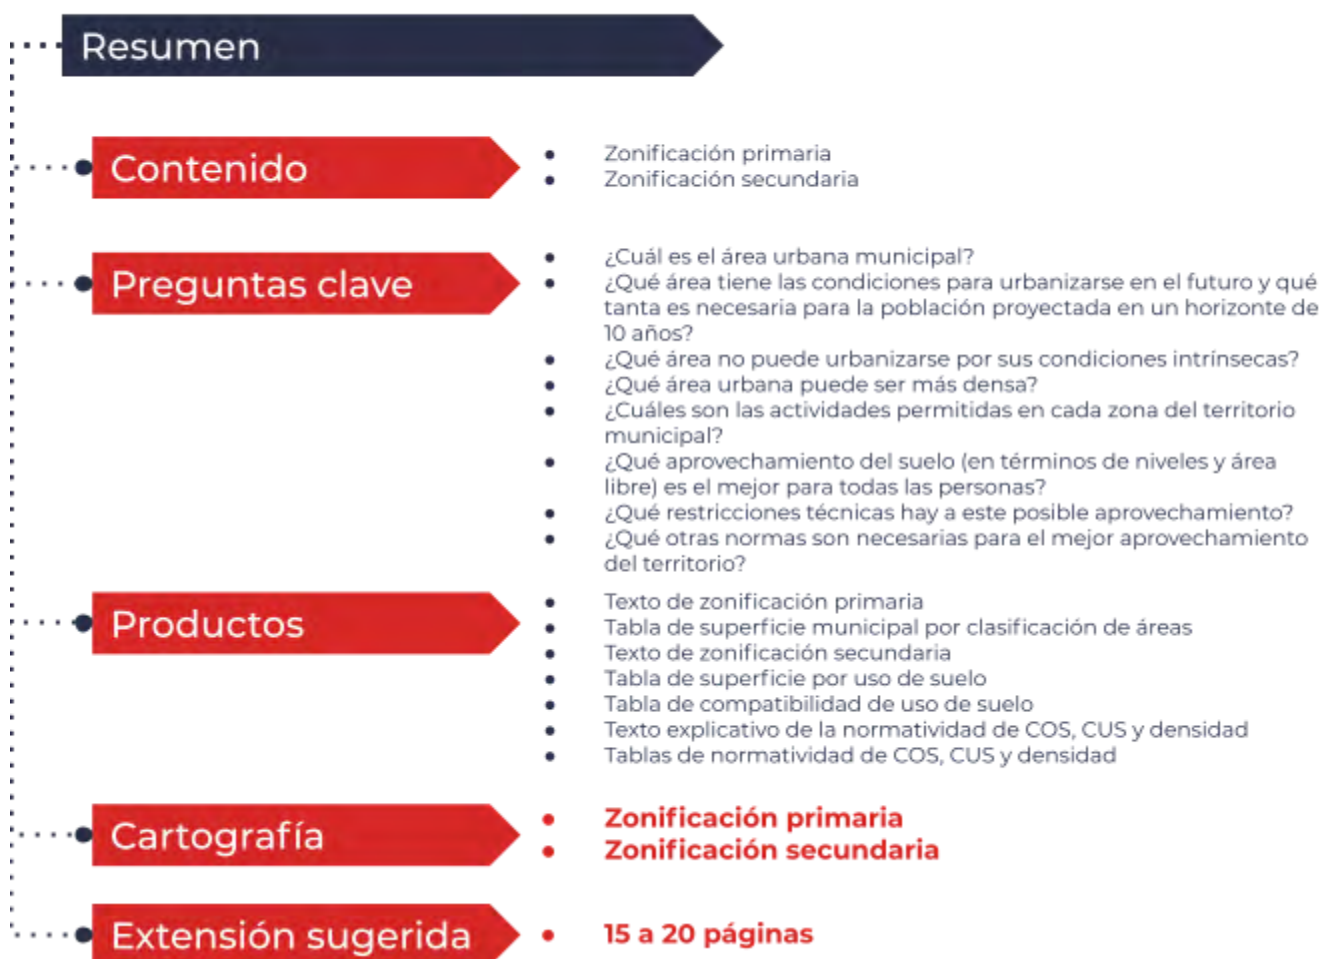 Resumen
Contenido
• Zonificación primaria
• Zonificación secundaria
Preguntas clave
• ¿Cuál es el área urbana municipal?
• ¿Qué área tiene las condiciones para urbanizarse en el futuro y qué
tanta es necesaria para la población proyectada en un horizonte de
10 años?
• ¿Qué área no puede urbanizarse por sus condiciones intrínsecas?
• ¿Qué área urbana puede ser más densa?
• ¿Cuáles son las actividades permitidas en cada zona del territorio
municipal?
• ¿Qué aprovechamiento del suelo (en términos de niveles y área
libre) es el mejor para todas las personas?
• ¿Qué restricciones técnicas hay a este posible aprovechamiento?
• ¿Qué otras normas son necesarias para el mejor aprovechamiento
del territorio?
Productos
• Texto de zonificación primaria
• Tabla de superficie municipal por clasificación de áreas
• Texto de zonificación secundaria
• Tabla de superficie por uso de suelo
• Tabla de compatibilidad de uso de suelo
• Texto explicativo de la normatividad de COS, CUS y densidad
• Tablas de normatividad de COS, CUS y densidad
Cartografía
• Zonificación primaria
• Zonificación secundaria
Extensión sugerida
• 15 a 20 páginas